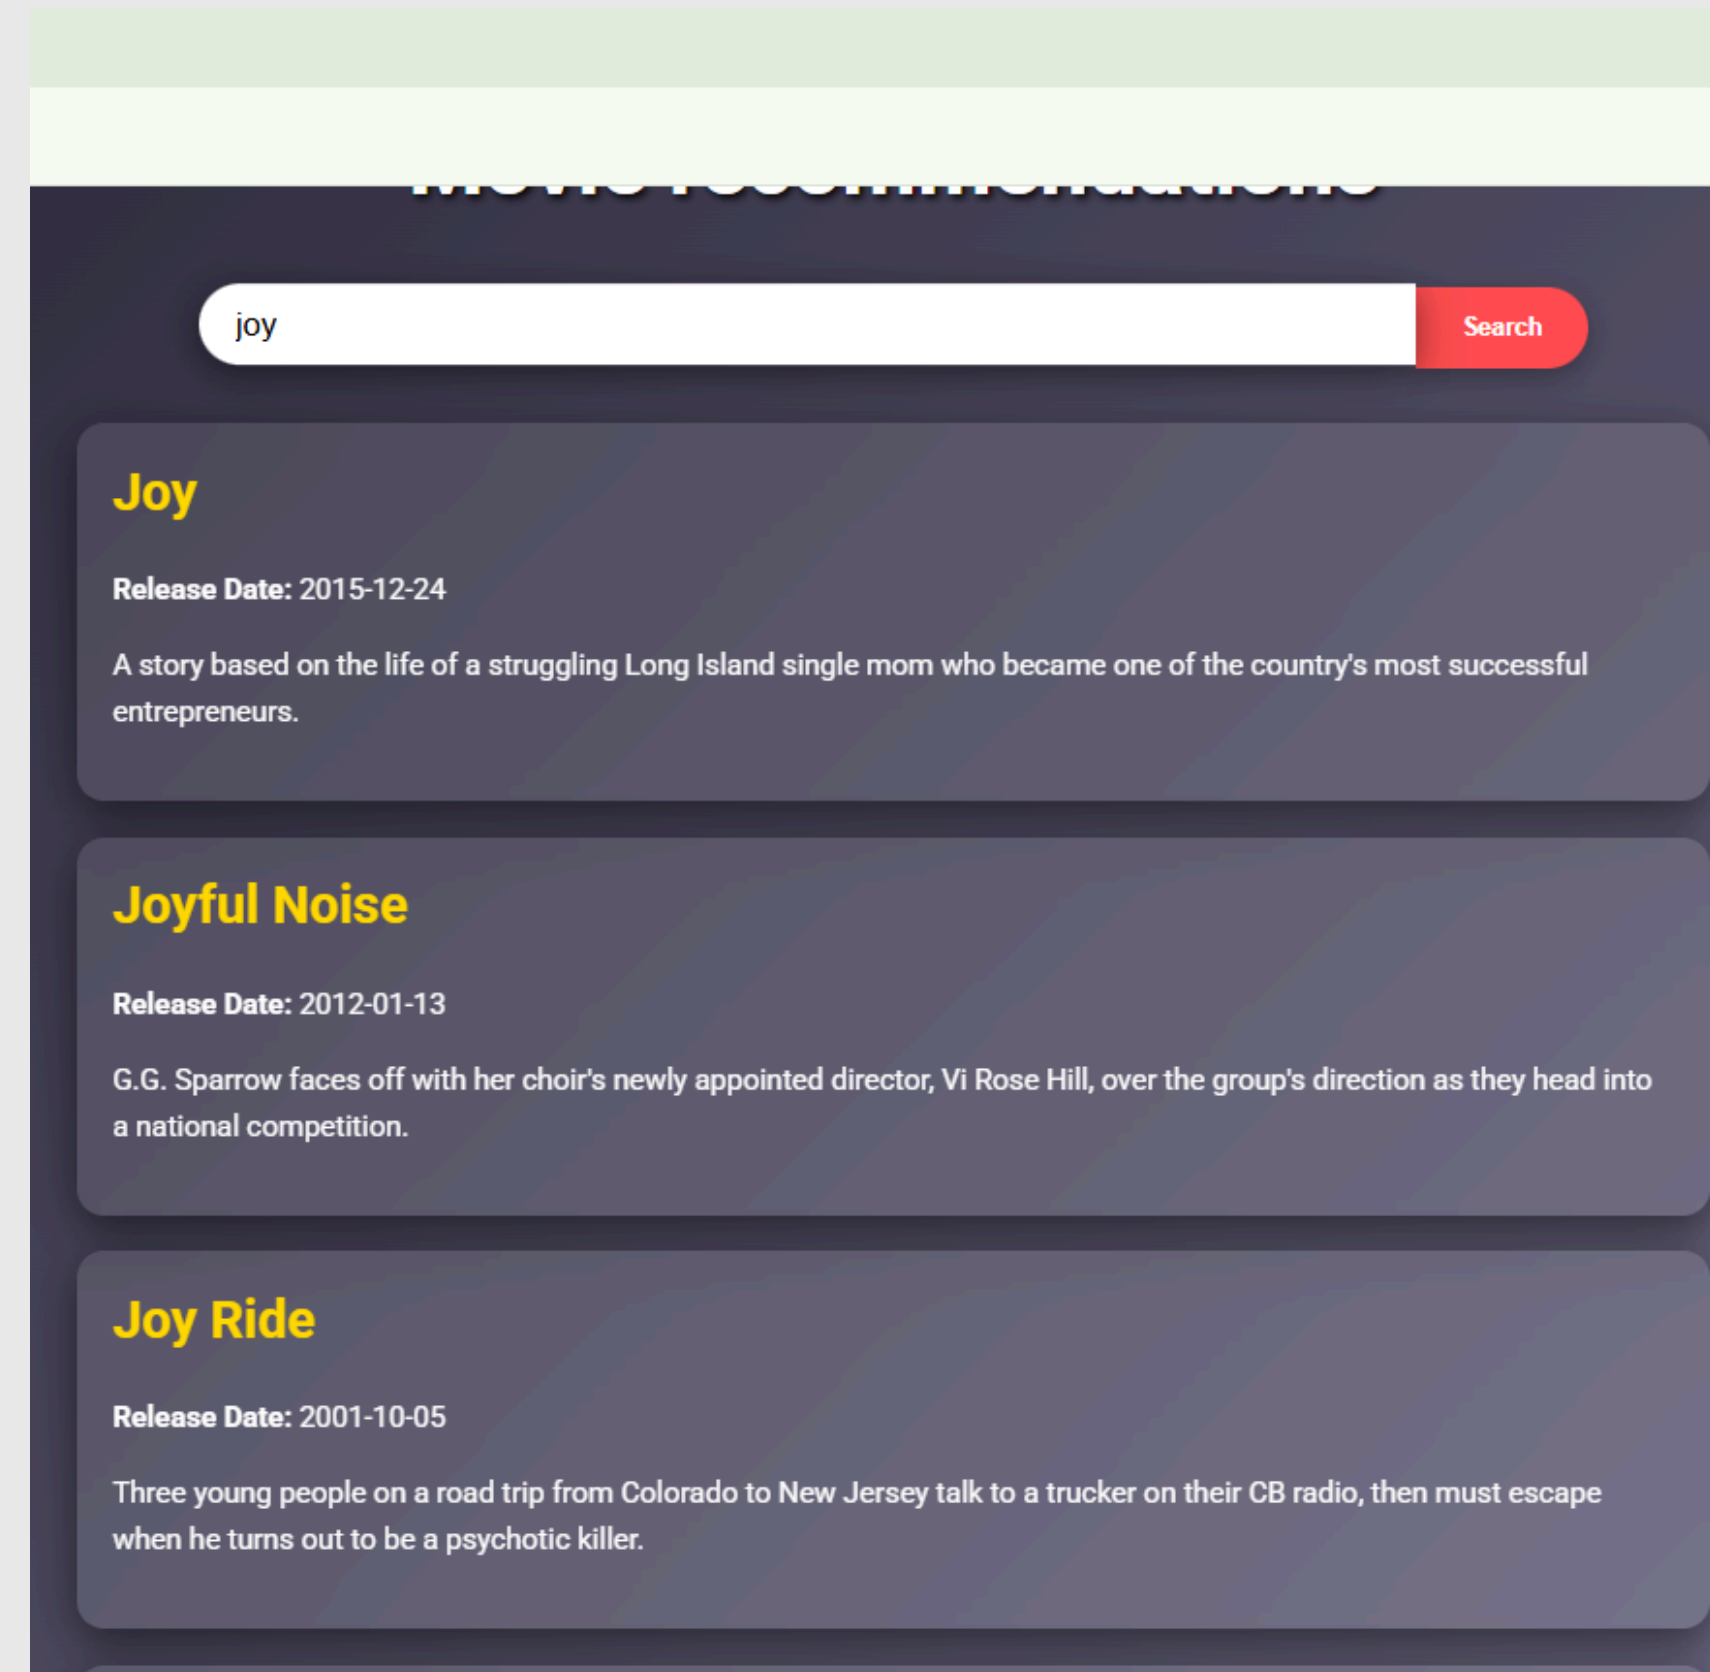 Movie recommendations
joy
Search
Joy
Release Date: 2015-12-24
A story based on the life of a struggling Long Island single mom who became one of the country's most successful
entrepreneurs.
Joyful Noise
Release Date: 2012-01-13
G.G. Sparrow faces off with her choir's newly appointed director, Vi Rose Hill, over the group's direction as they head into
a national competition.
Joy Ride
Release Date: 2001-10-05
Three young people on a road trip from Colorado to New Jersey talk to a trucker on their CB radio, then must escape
when he turns out to be a psychotic killer.